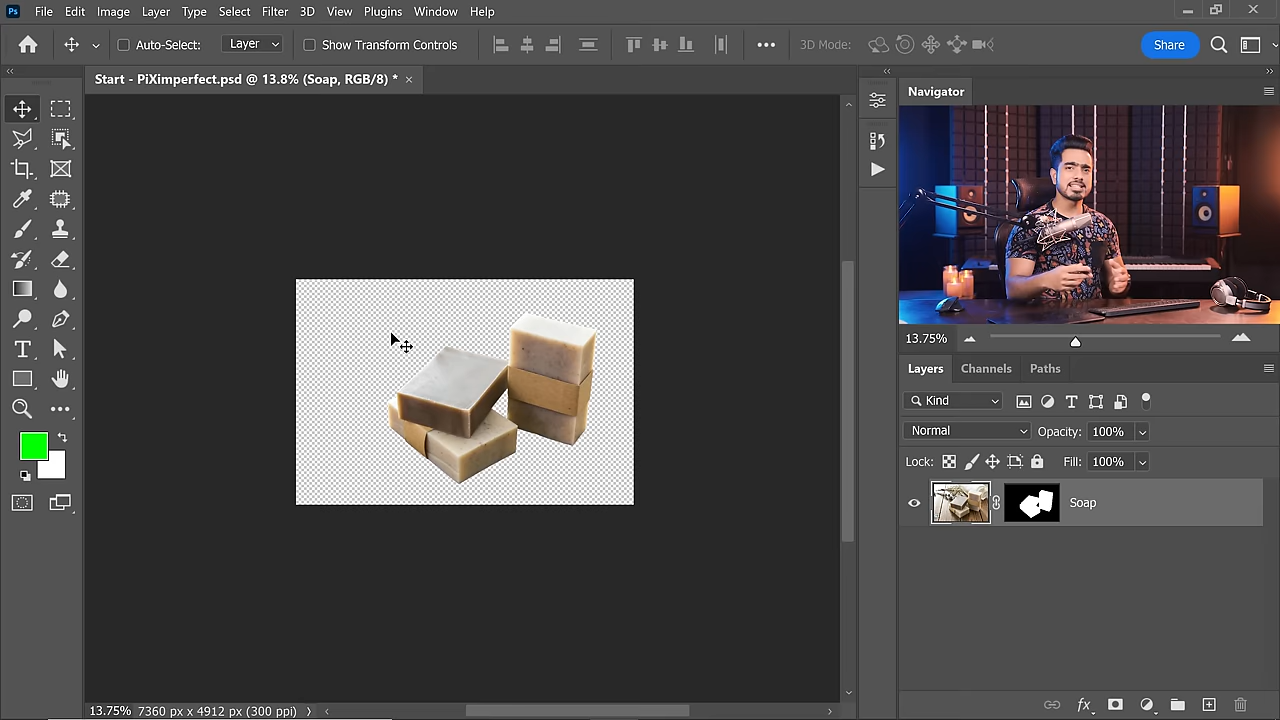 Ps File Edit Image Layer Type Select Filter 3D View Plugins Window Help
Auto-Select: Layer Show Transform Controls 3D Mode: Share
Start - PiXimperfect.psd @ 13.8% (Soap, RGB/8) *
Navigator
13.75%
Layers Channels Paths
Kind
Normal Opacity: 100%
Lock: Fill: 100%
Soap
13.75% 7360 px x 4912 px (300 ppi)